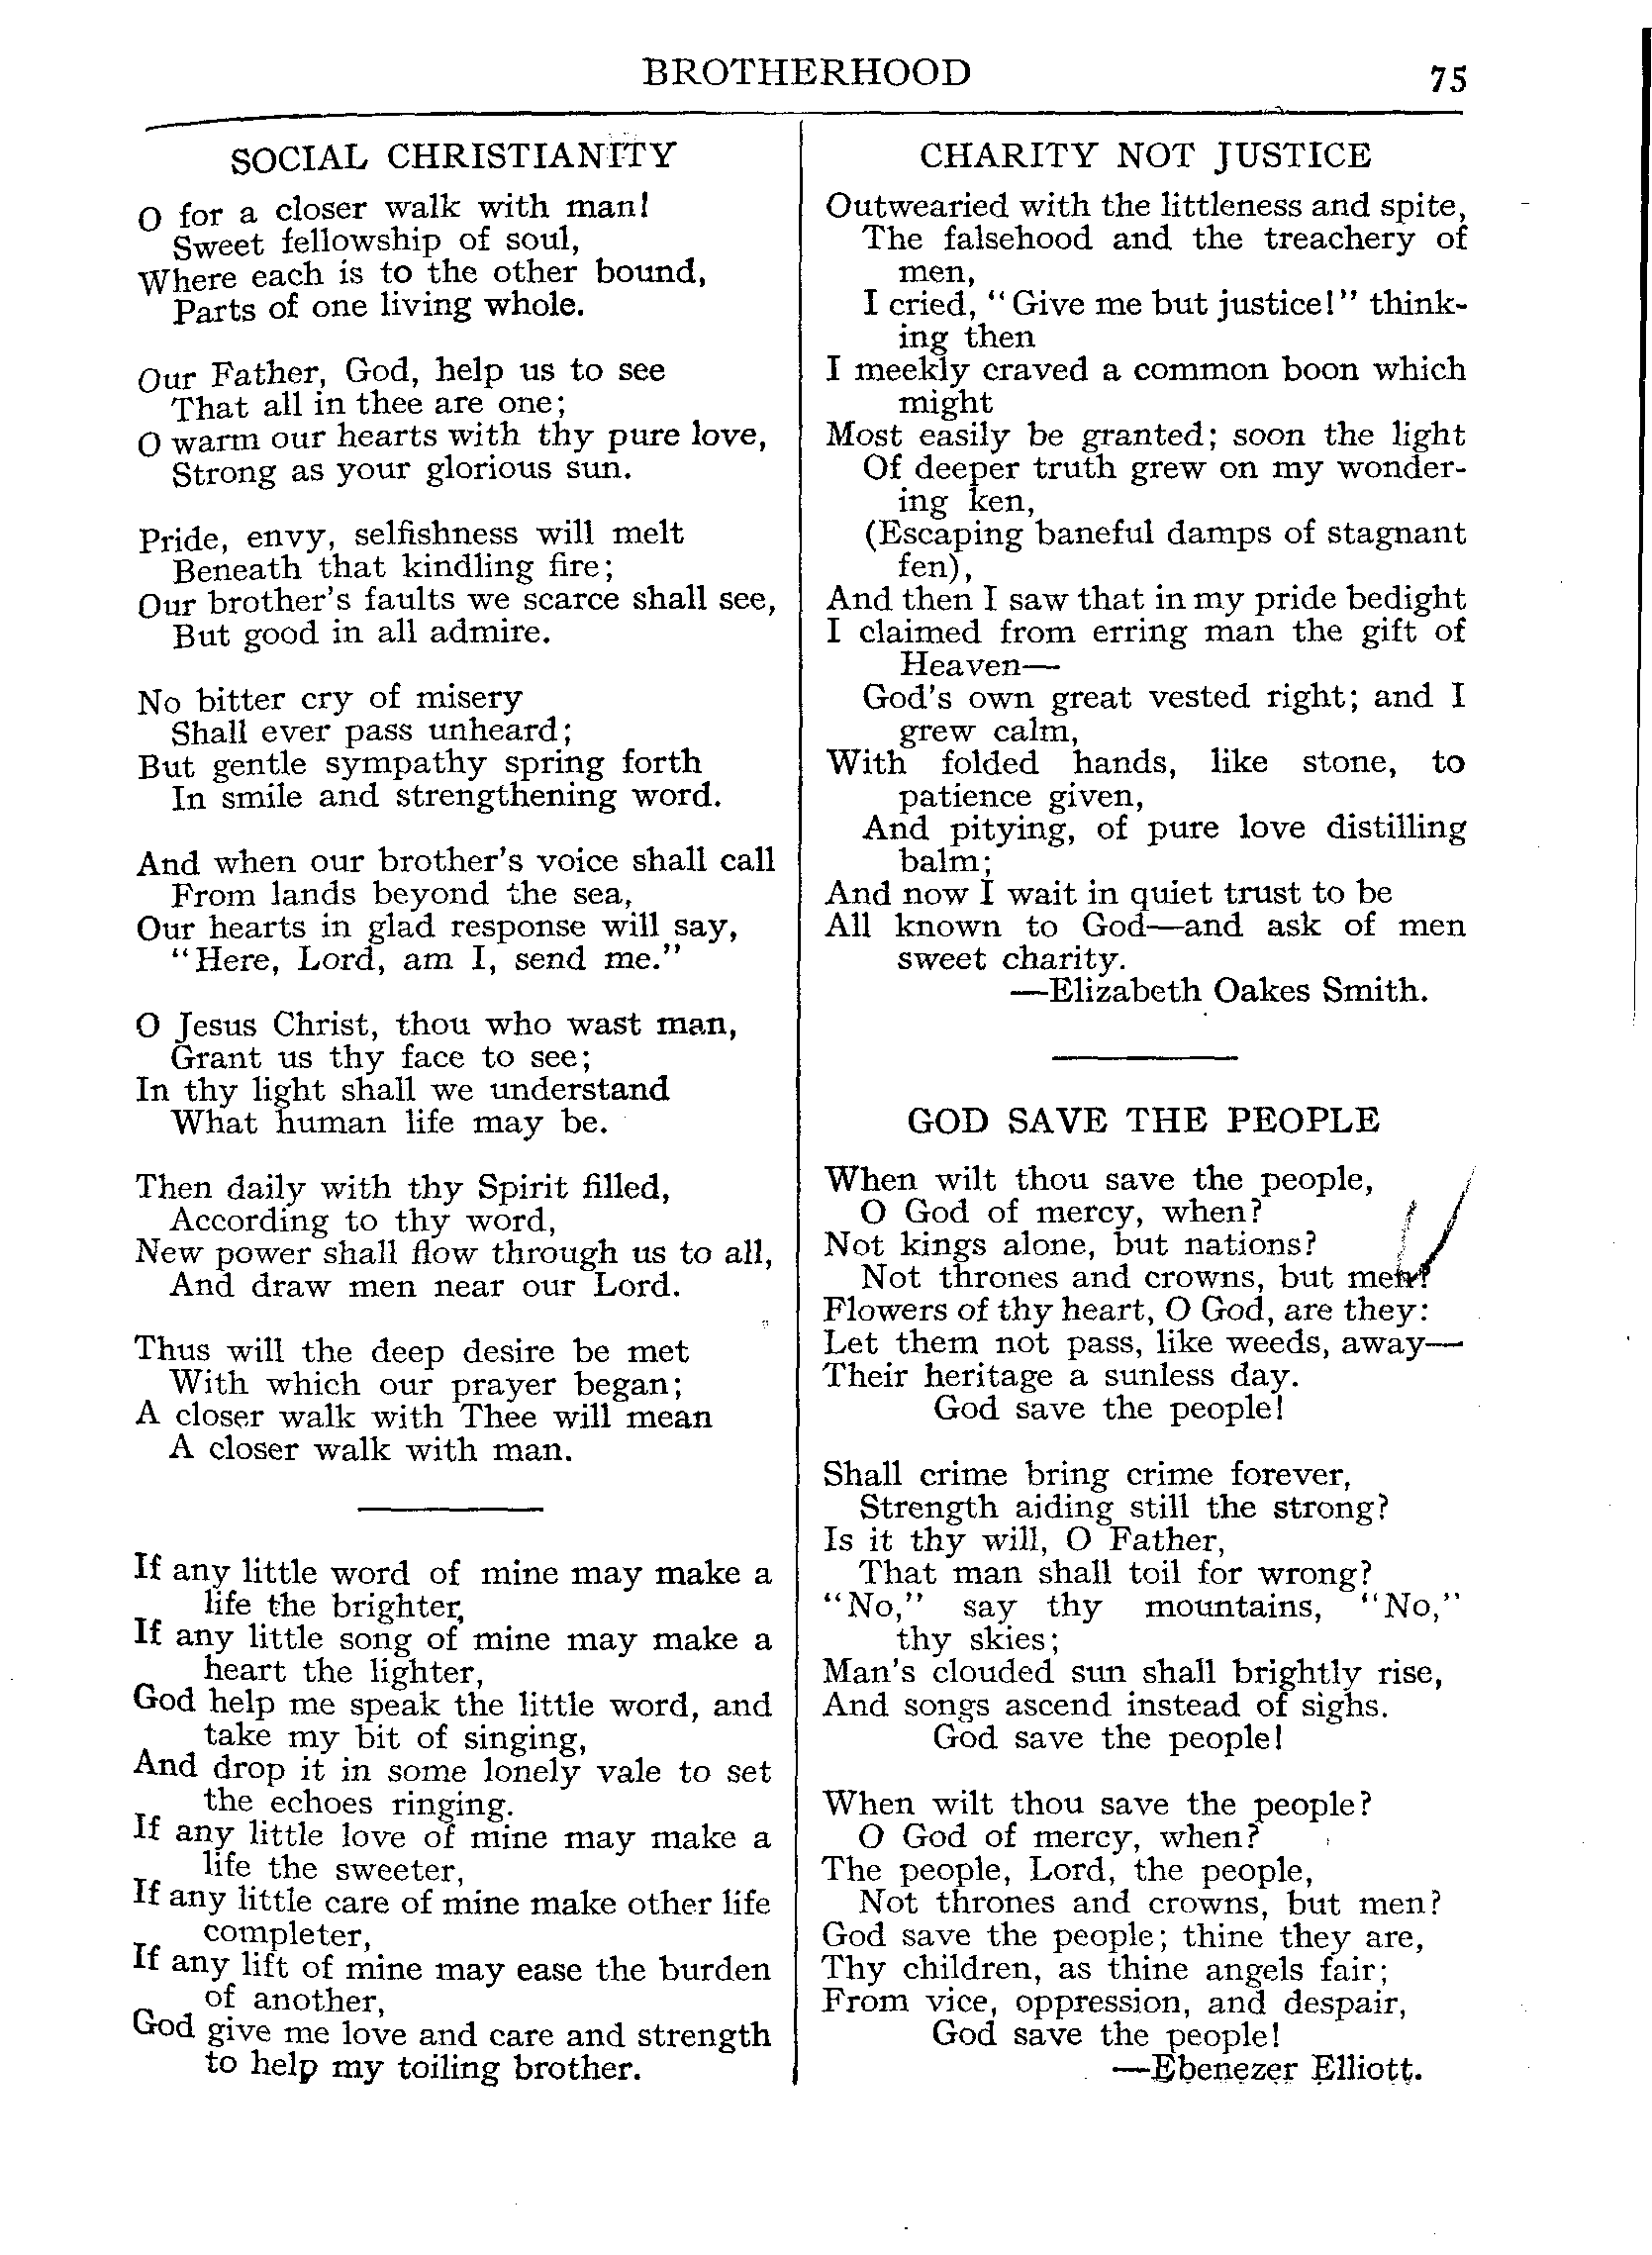 BROTHERHOOD
75
SOCIAL CHRISTIANITY
O for a closer walk with man!
Sweet fellowship of soul,
Where each is to the other bound,
Parts of one living whole.
Our Father, God, help us to see
That all in thee are one;
O warm our hearts with thy pure love,
Strong as your glorious sun.
Pride, envy, selfishness will melt
Beneath that kindling fire;
Our brother's faults we scarce shall see,
But good in all admire.
No bitter cry of misery
Shall ever pass unheard;
But gentle sympathy spring forth
In smile and strengthening word.
And when our brother's voice shall call
From lands beyond the sea,
Our hearts in glad response will say,
"Here, Lord, am I, send me."
O Jesus Christ, thou who wast man,
Grant us thy face to see;
In thy light shall we understand
What human life may be.
Then daily with thy Spirit filled,
According to thy word,
New power shall flow through us to all,
And draw men near our Lord.
Thus will the deep desire be met
With which our prayer began;
A closer walk with Thee will mean
A closer walk with man.
If any little word of mine may make a
life the brighter,
If any little song of mine may make a
heart the lighter,
God help me speak the little word, and
take my bit of singing,
And drop it in some lonely vale to set
the echoes ringing.
If any little love of mine may make a
life the sweeter,
If any little care of mine make other life
completer,
If any lift of mine may ease the burden
of another,
God give me love and care and strength
to help my toiling brother.
CHARITY NOT JUSTICE
Outwearied with the littleness and spite,
The falsehood and the treachery of
men,
I cried, "Give me but justice!" think-
ing then
I meekly craved a common boon which
might
Most easily be granted; soon the light
Of deeper truth grew on my wonder-
ing ken,
(Escaping baneful damps of stagnant
fen),
And then I saw that in my pride bedight
I claimed from erring man the gift of
Heaven—
God's own great vested right; and I
grew calm,
With folded hands, like stone, to
patience given,
And pitying, of pure love distilling
balm;
And now I wait in quiet trust to be
All known to God—and ask of men
sweet charity.
—Elizabeth Oakes Smith.
GOD SAVE THE PEOPLE
When wilt thou save the people,
O God of mercy, when?
Not kings alone, but nations?
Not thrones and crowns, but men?
Flowers of thy heart, O God, are they:
Let them not pass, like weeds, away—
Their heritage a sunless day.
God save the people!
Shall crime bring crime forever,
Strength aiding still the strong?
Is it thy will, O Father,
That man shall toil for wrong?
"No," say thy mountains, "No,"
thy skies;
Man's clouded sun shall brightly rise,
And songs ascend instead of sighs.
God save the people!
When wilt thou save the people?
O God of mercy, when?
The people, Lord, the people,
Not thrones and crowns, but men?
God save the people; thine they are,
Thy children, as thine angels fair;
From vice, oppression, and despair,
God save the people!
—Ebenezer Elliott.